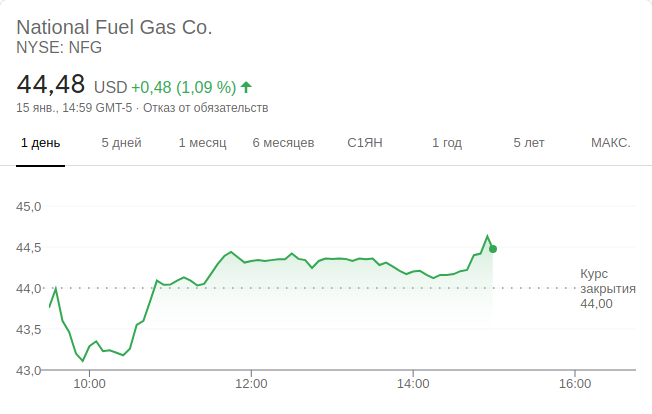 National Fuel Gas Co.
NYSE: NFG
44,48 USD +0,48 (1,09 %)
15 янв., 14:59 GMT-5 · Отказ от обязательств
1 день 5 дней 1 месяц 6 месяцев С1ЯН 1 год 5 лет МАКС.
45,0
44,5
44,0
43,5
43,0
Курс
закрытия
44,00
10:00 12:00 14:00 16:00